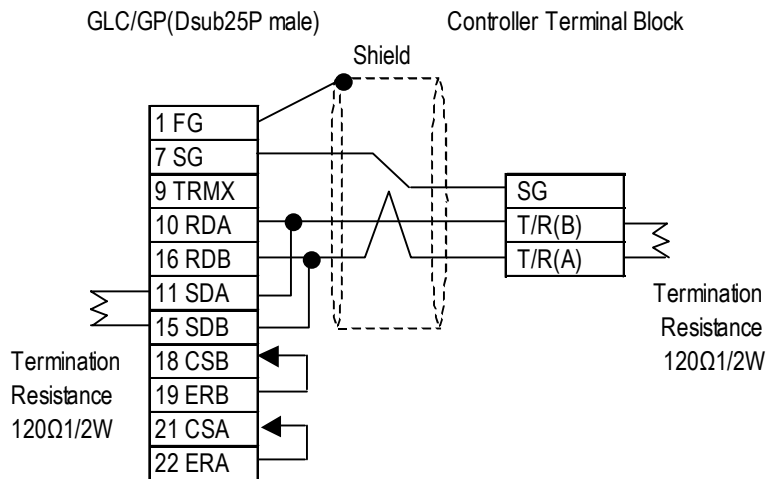 GLC/GP(Dsub25P male)
Controller Terminal Block
Shield
1 FG
7 SG
9 TRMX
10 RDA
16 RDB
11 SDA
15 SDB
18 CSB
19 ERB
21 CSA
22 ERA
SG
T/R(B)
T/R(A)
Termination
Resistance
120Ω1/2W
Termination
Resistance
120Ω1/2W